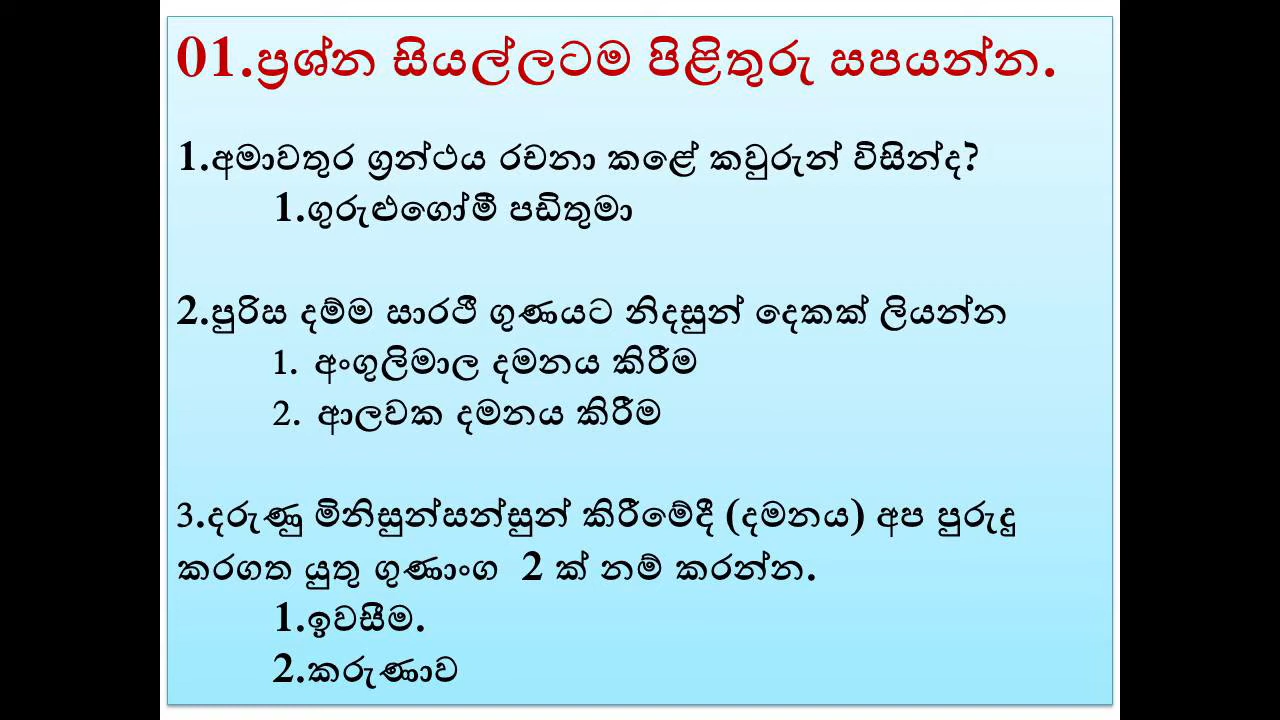 01.ප්‍රශ්න සියල්ලටම පිළිතුරු සපයන්න.
1.අමාවතුර ග්‍රන්ථය රචනා කළේ කවුරුන් විසින්ද?
1.ගුරුළුගෝමී පඩිතුමා
2.පුරිස දම්ම සාරථී ගුණයට නිදසුන් දෙකක් ලියන්න
1. අංගුලිමාල දමනය කිරීම
2. ආලවක දමනය කිරීම
3.දරුණු මිනිසුන්සන්සුන් කිරීමේදී (දමනය) අප පුරුදු
කරගත යුතු ගුණාංග 2 ක් නම් කරන්න.
1.ඉවසීම.
2.කරුණාව